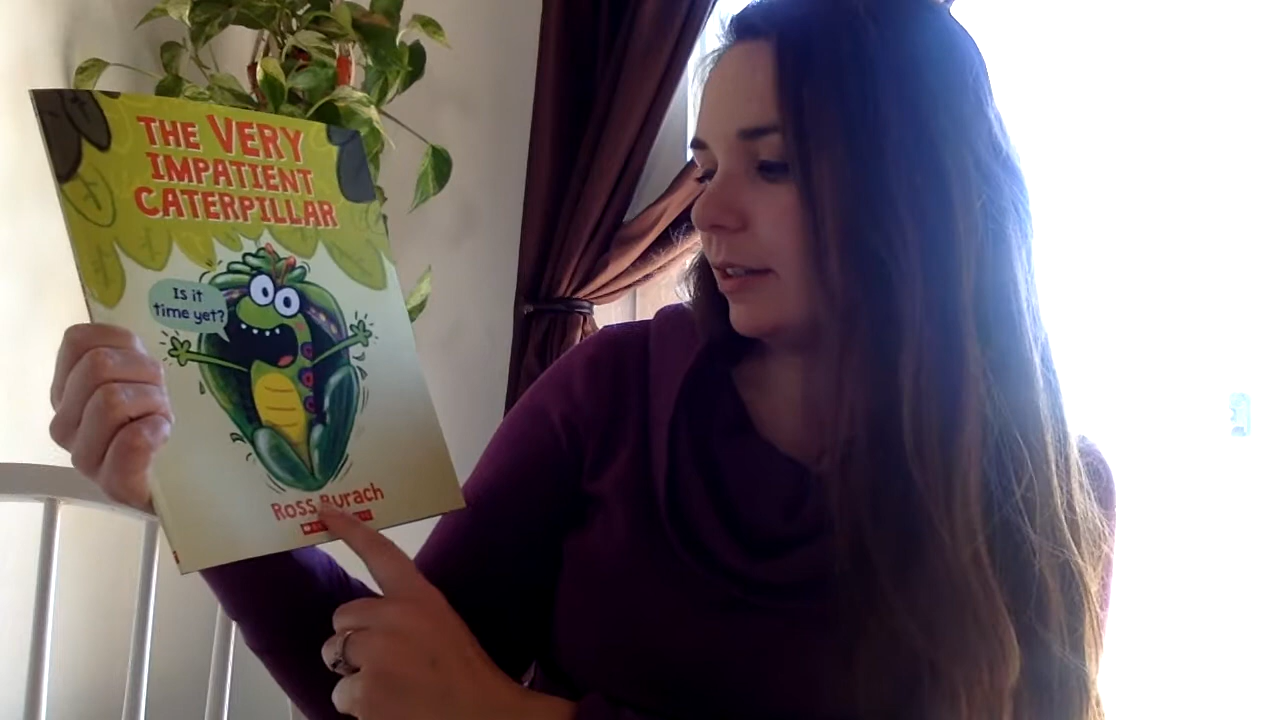 THE VERY
IMPATIENT
CATERPILLAR
Is it
time yet?
Ross Burach